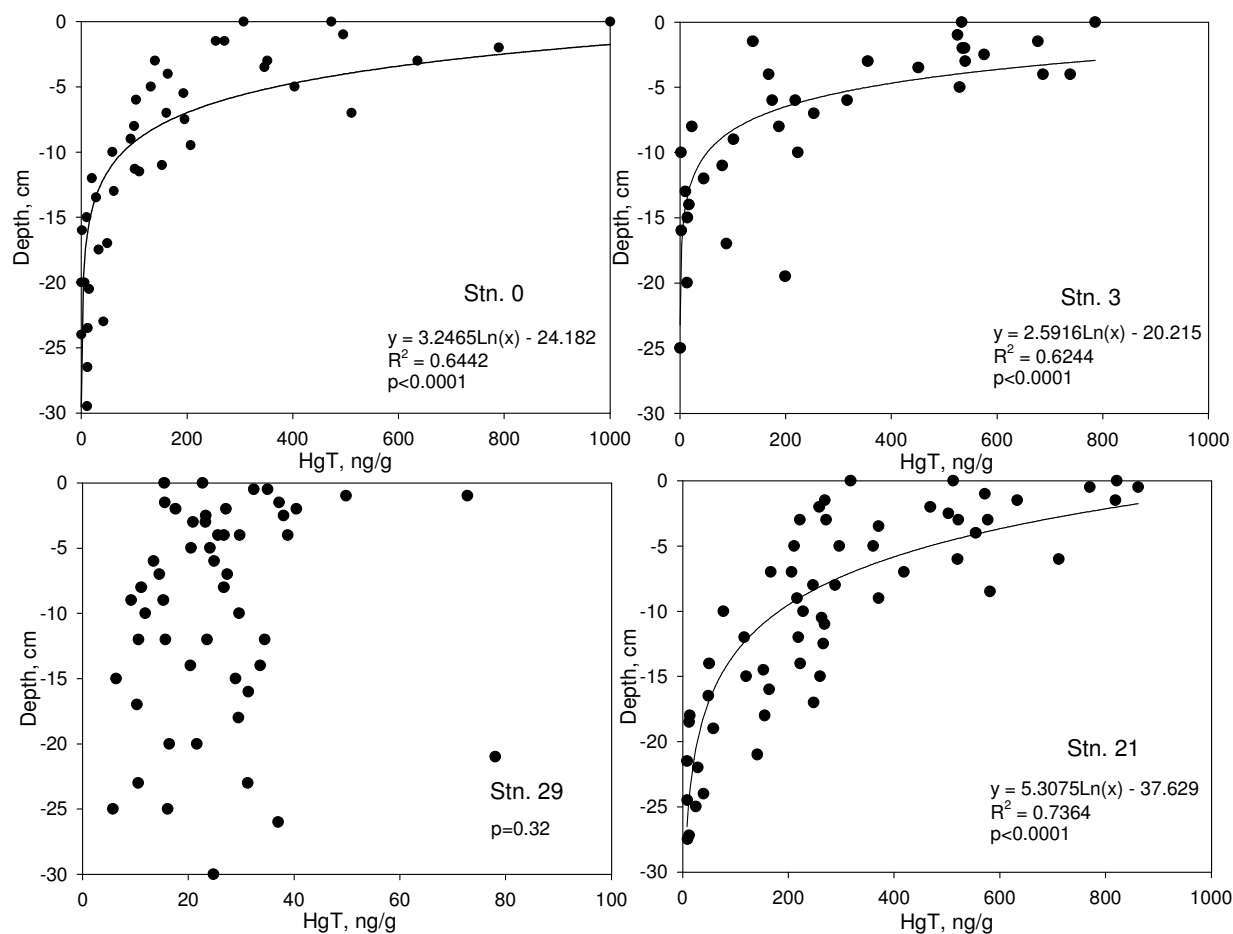 0
-5
-10
-15
-20
-25
-30
Depth, cm
0 200 400 600 800 1000
HgT, ng/g
Stn. 0
y = 3.2465Ln(x) - 24.182
R² = 0.6442
p<0.0001
0
-5
-10
-15
-20
-25
-30
Depth, cm
0 200 400 600 800 1000
HgT, ng/g
Stn. 3
y = 2.5916Ln(x) - 20.215
R² = 0.6244
p<0.0001
0
-5
-10
-15
-20
-25
-30
Depth, cm
0 20 40 60 80 100
HgT, ng/g
Stn. 29
p=0.32
0
-5
-10
-15
-20
-25
-30
Depth, cm
0 200 400 600 800 1000
HgT, ng/g
Stn. 21
y = 5.3075Ln(x) - 37.629
R² = 0.7364
p<0.0001